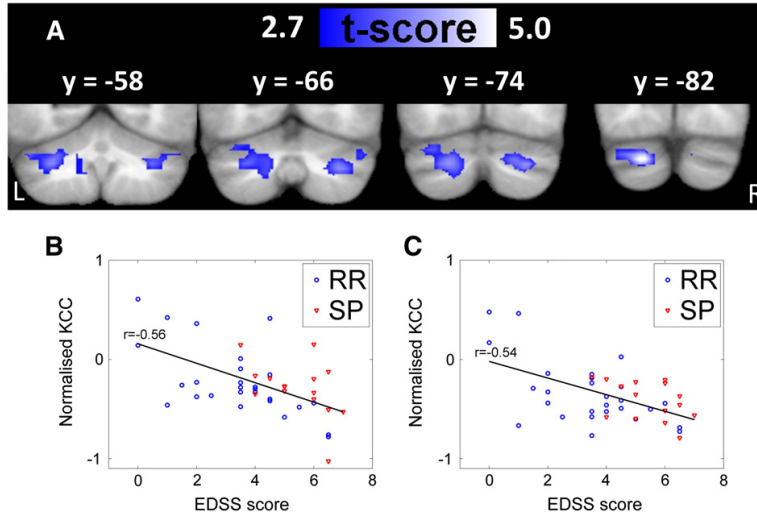 A 2.7 t-score 5.0
y = -58 y = -66 y = -74 y = -82
L R
B
1
0
-1
Normalised KCC
r=-0.56
RR
SP
0 2 4 6 8
EDSS score
C
1
0
-1
Normalised KCC
r=-0.54
RR
SP
0 2 4 6 8
EDSS score